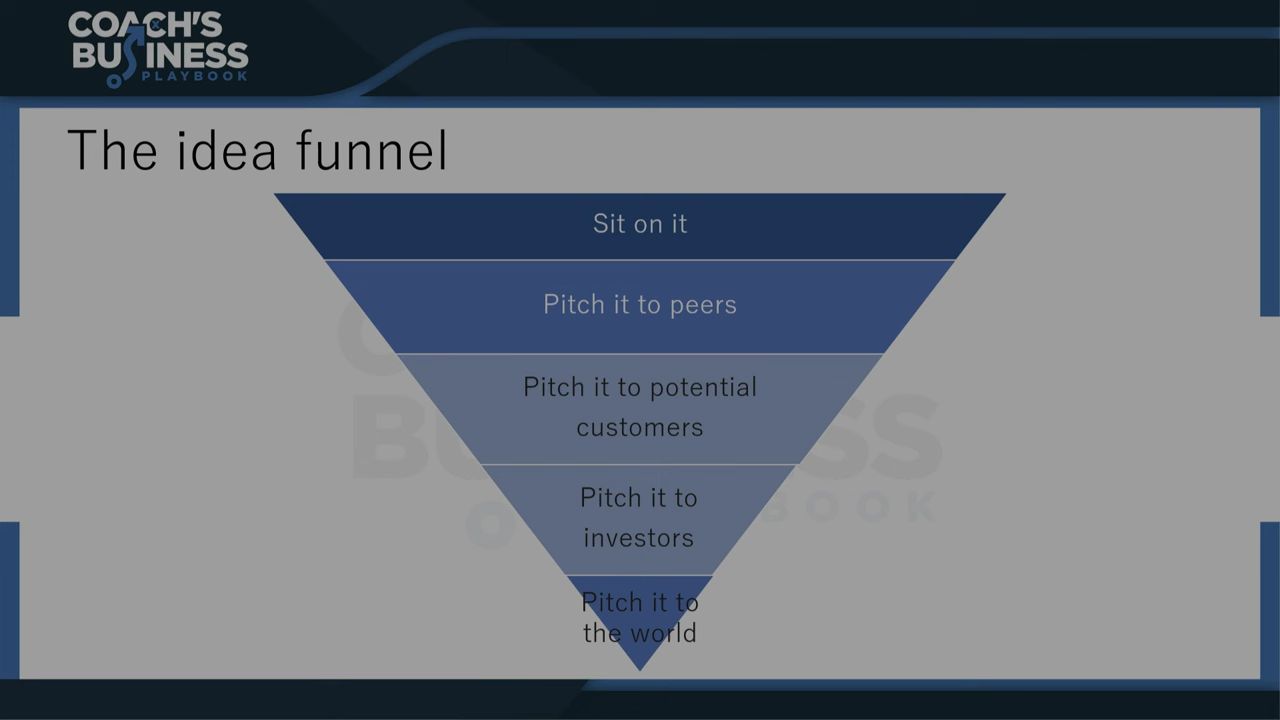 COACH'S
BUSINESS
PLAYBOOK
The idea funnel
Sit on it
Pitch it to peers
Pitch it to potential
customers
Pitch it to
investors
Pitch it to
the world